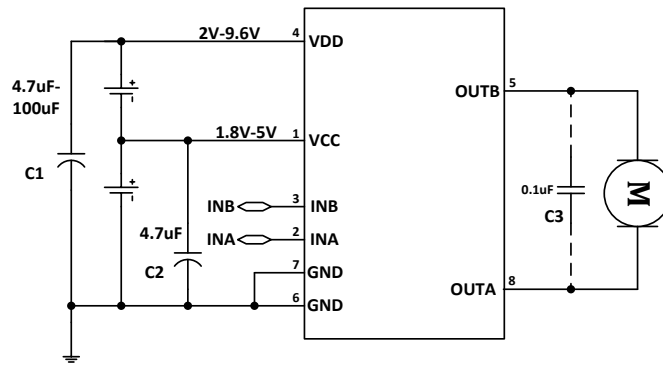 2V-9.6V
4
VDD
4.7uF-
100uF
C1
+
-
1.8V-5V
1
VCC
+
-
INB
3
INB
INA
2
INA
4.7uF
C2
7
GND
6
GND
OUTB
5
0.1uF
C3
M
OUTA
8